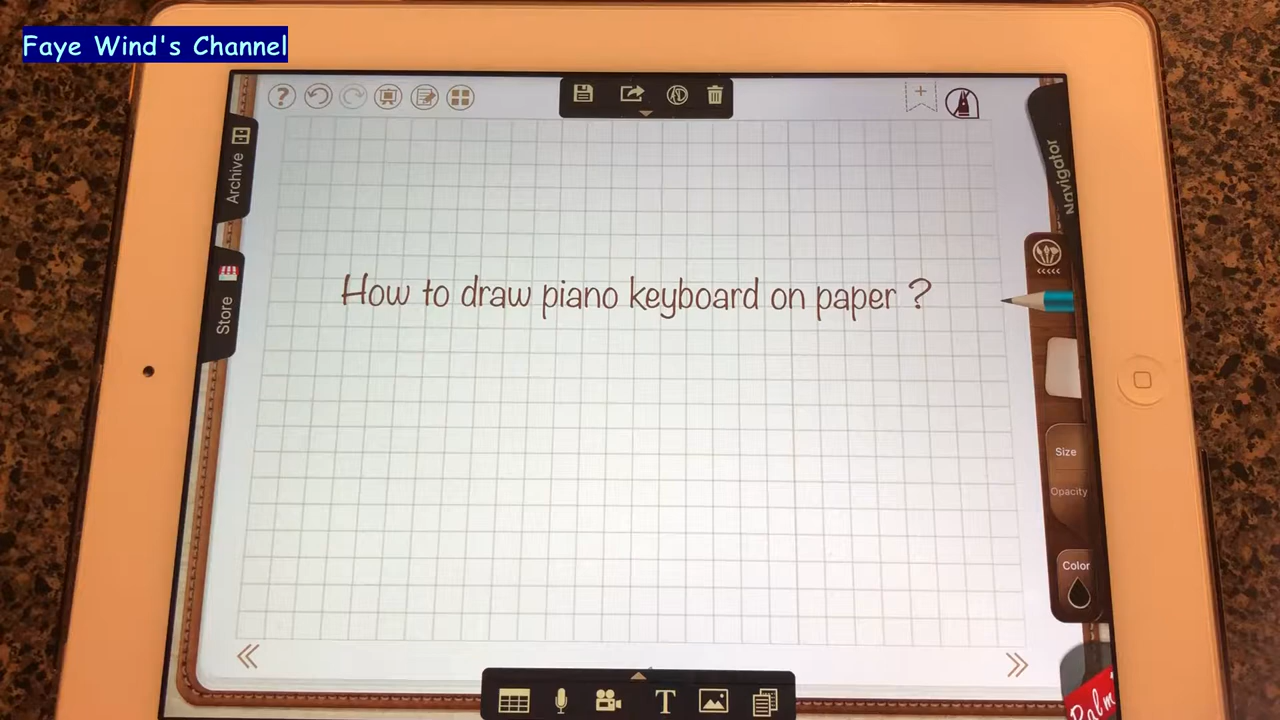 Faye Wind's Channel
Archive
Store
Navigator
How to draw piano keyboard on paper ?
Size
Opacity
Color